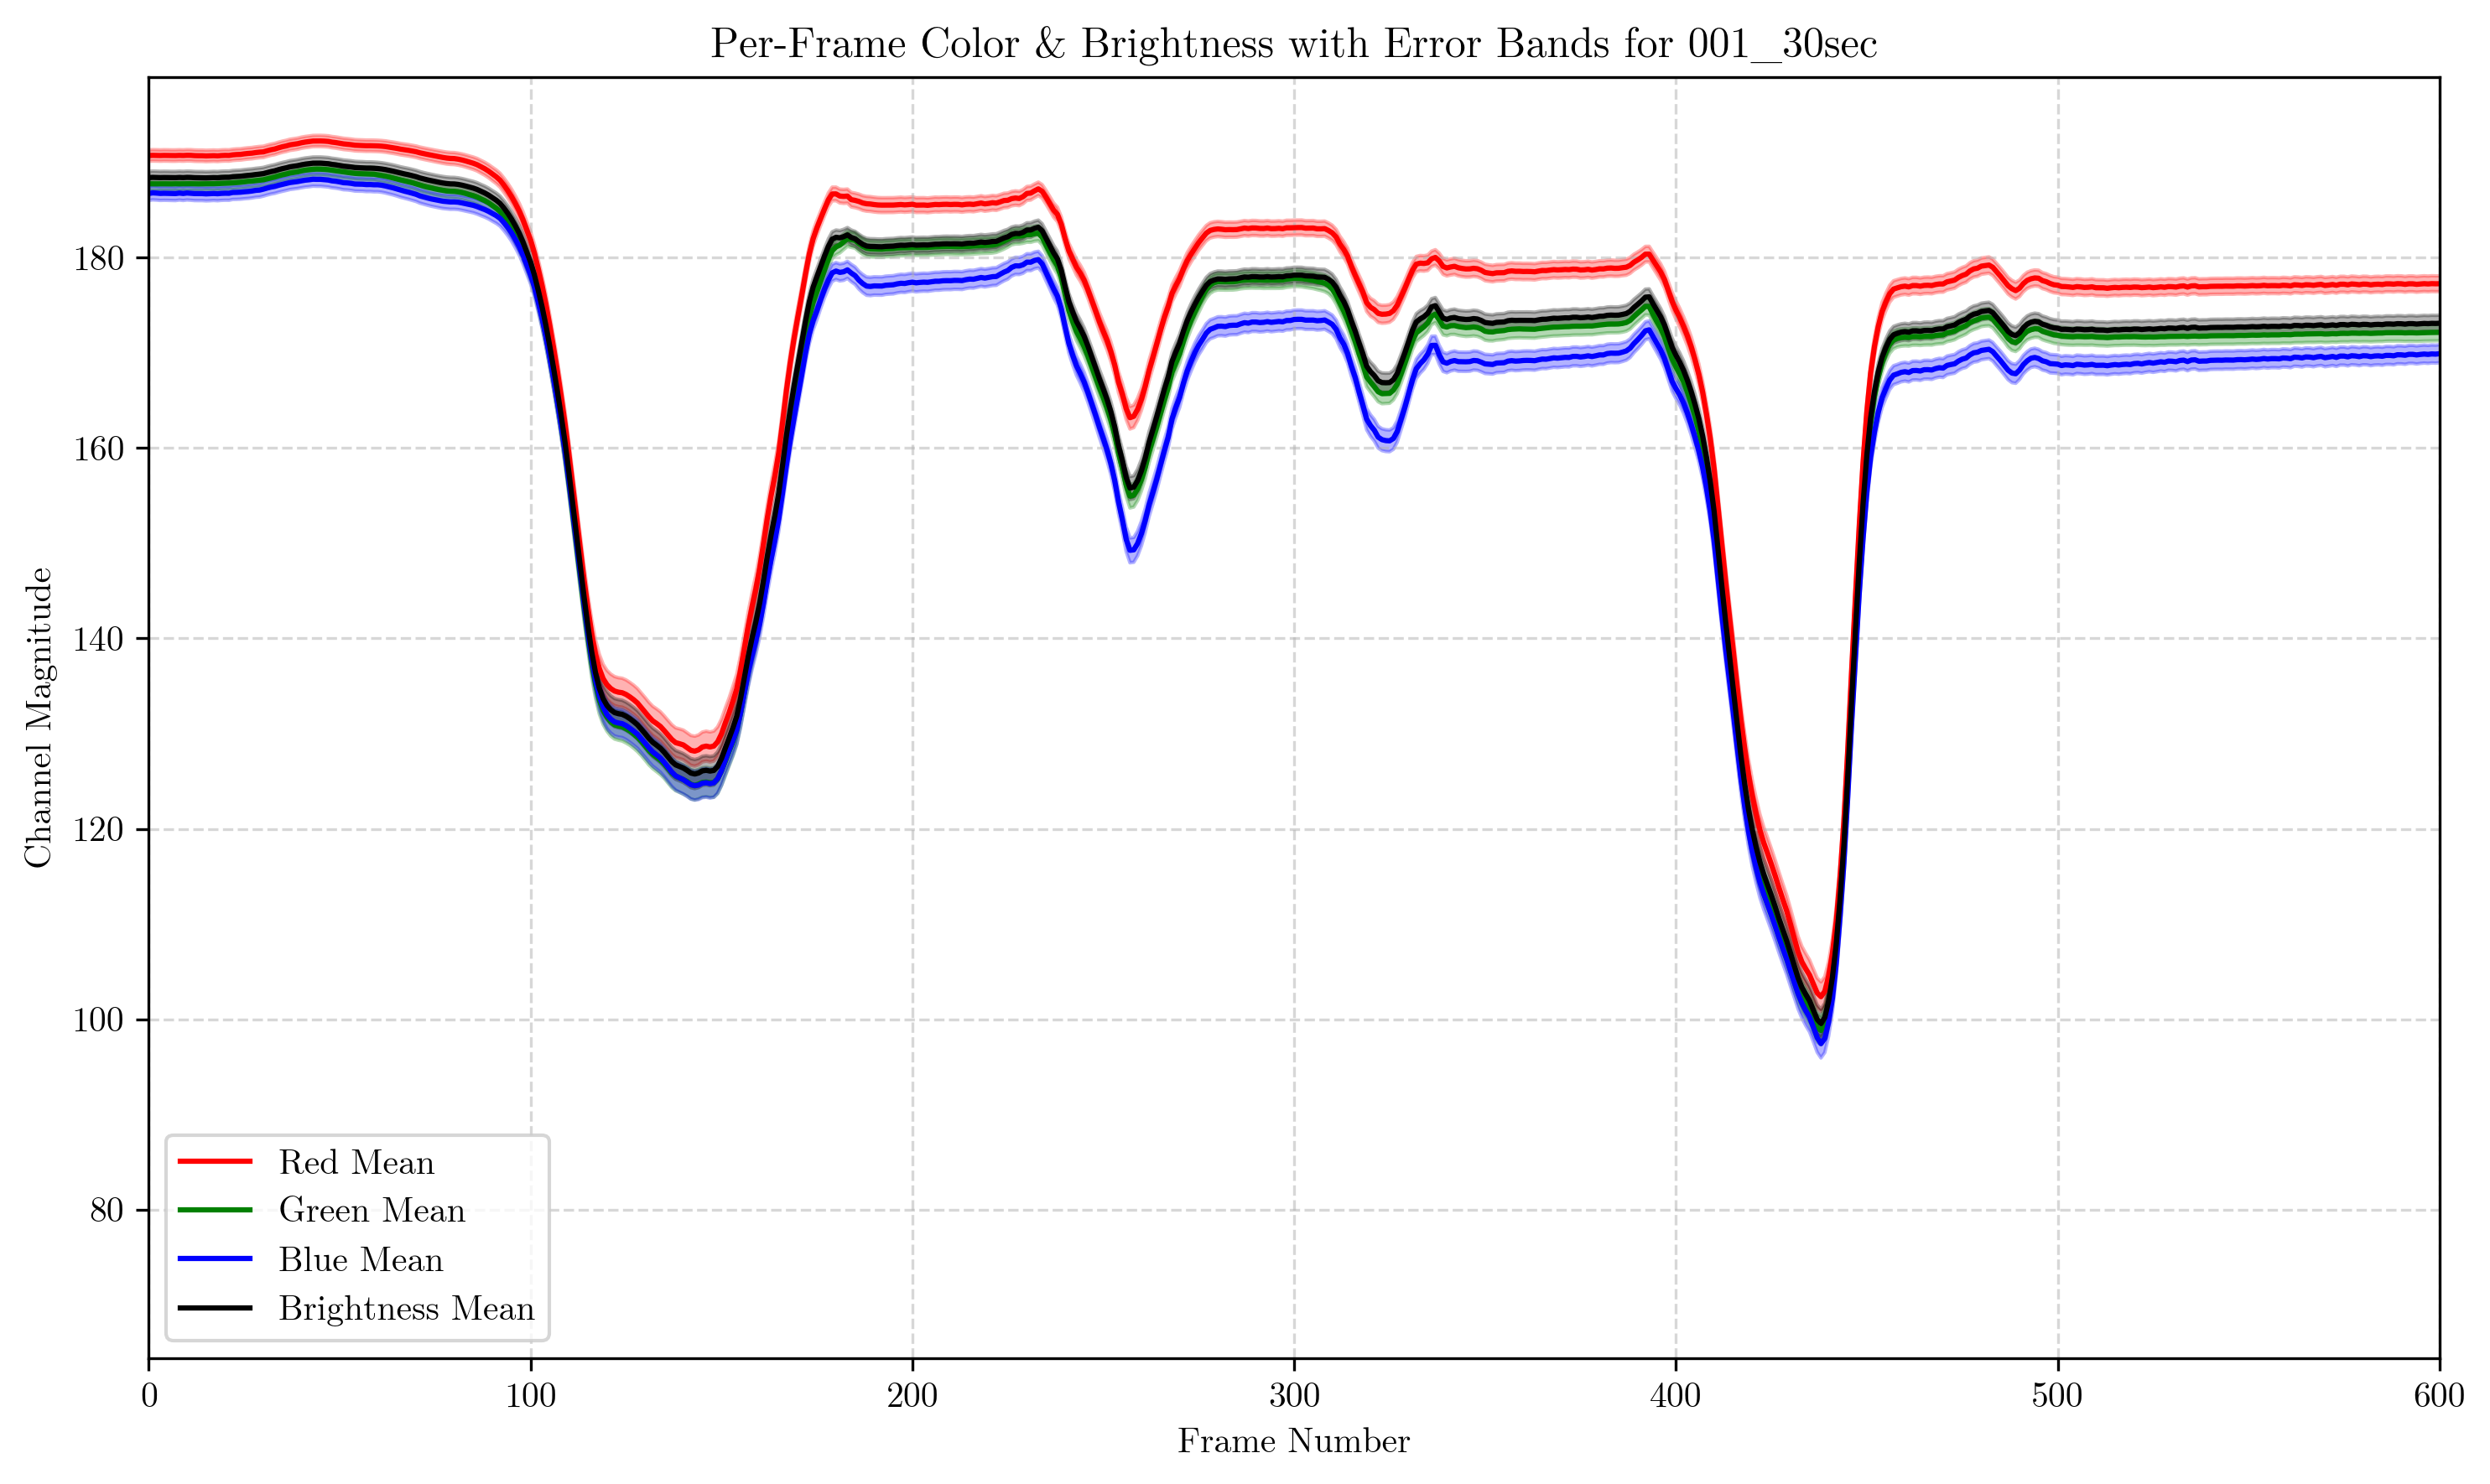 Per-Frame Color & Brightness with Error Bands for 001_30sec
Channel Magnitude
180
160
140
120
100
80
Red Mean
Green Mean
Blue Mean
Brightness Mean
0 100 200 300 400 500 600
Frame Number